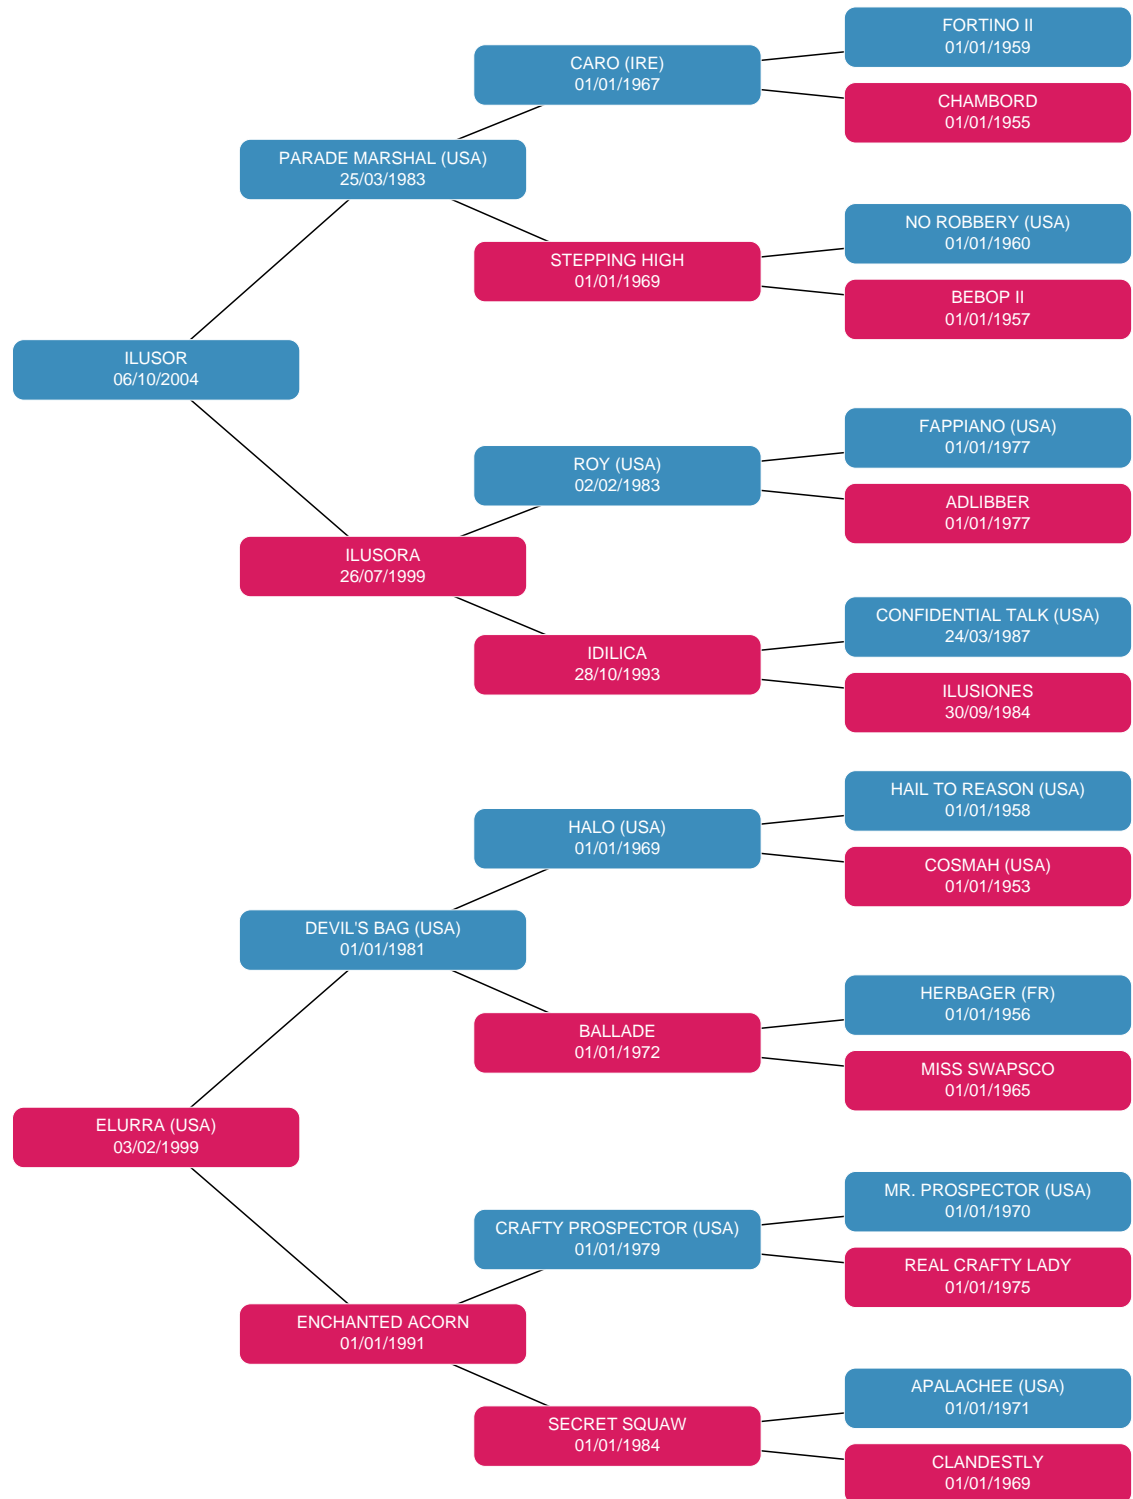 FORTINO II
01/01/1959
CARO (IRE)
01/01/1967
CHAMBORD
01/01/1955
PARADE MARSHAL (USA)
25/03/1983
NO ROBBERY (USA)
01/01/1960
STEPPING HIGH
01/01/1969
BEBOP II
01/01/1957
ILUSOR
06/10/2004
FAPPIANO (USA)
01/01/1977
ROY (USA)
02/02/1983
ADLIBBER
01/01/1977
ILUSORA
26/07/1999
CONFIDENTIAL TALK (USA)
24/03/1987
IDILICA
28/10/1993
ILUSIONES
30/09/1984
HAIL TO REASON (USA)
01/01/1958
HALO (USA)
01/01/1969
COSMAH (USA)
01/01/1953
DEVIL'S BAG (USA)
01/01/1981
HERBAGER (FR)
01/01/1956
BALLADE
01/01/1972
MISS SWAPSCO
01/01/1965
ELURRA (USA)
03/02/1999
MR. PROSPECTOR (USA)
01/01/1970
CRAFTY PROSPECTOR (USA)
01/01/1979
REAL CRAFTY LADY
01/01/1975
ENCHANTED ACORN
01/01/1991
APALACHEE (USA)
01/01/1971
SECRET SQUAW
01/01/1984
CLANDESTLY
01/01/1969